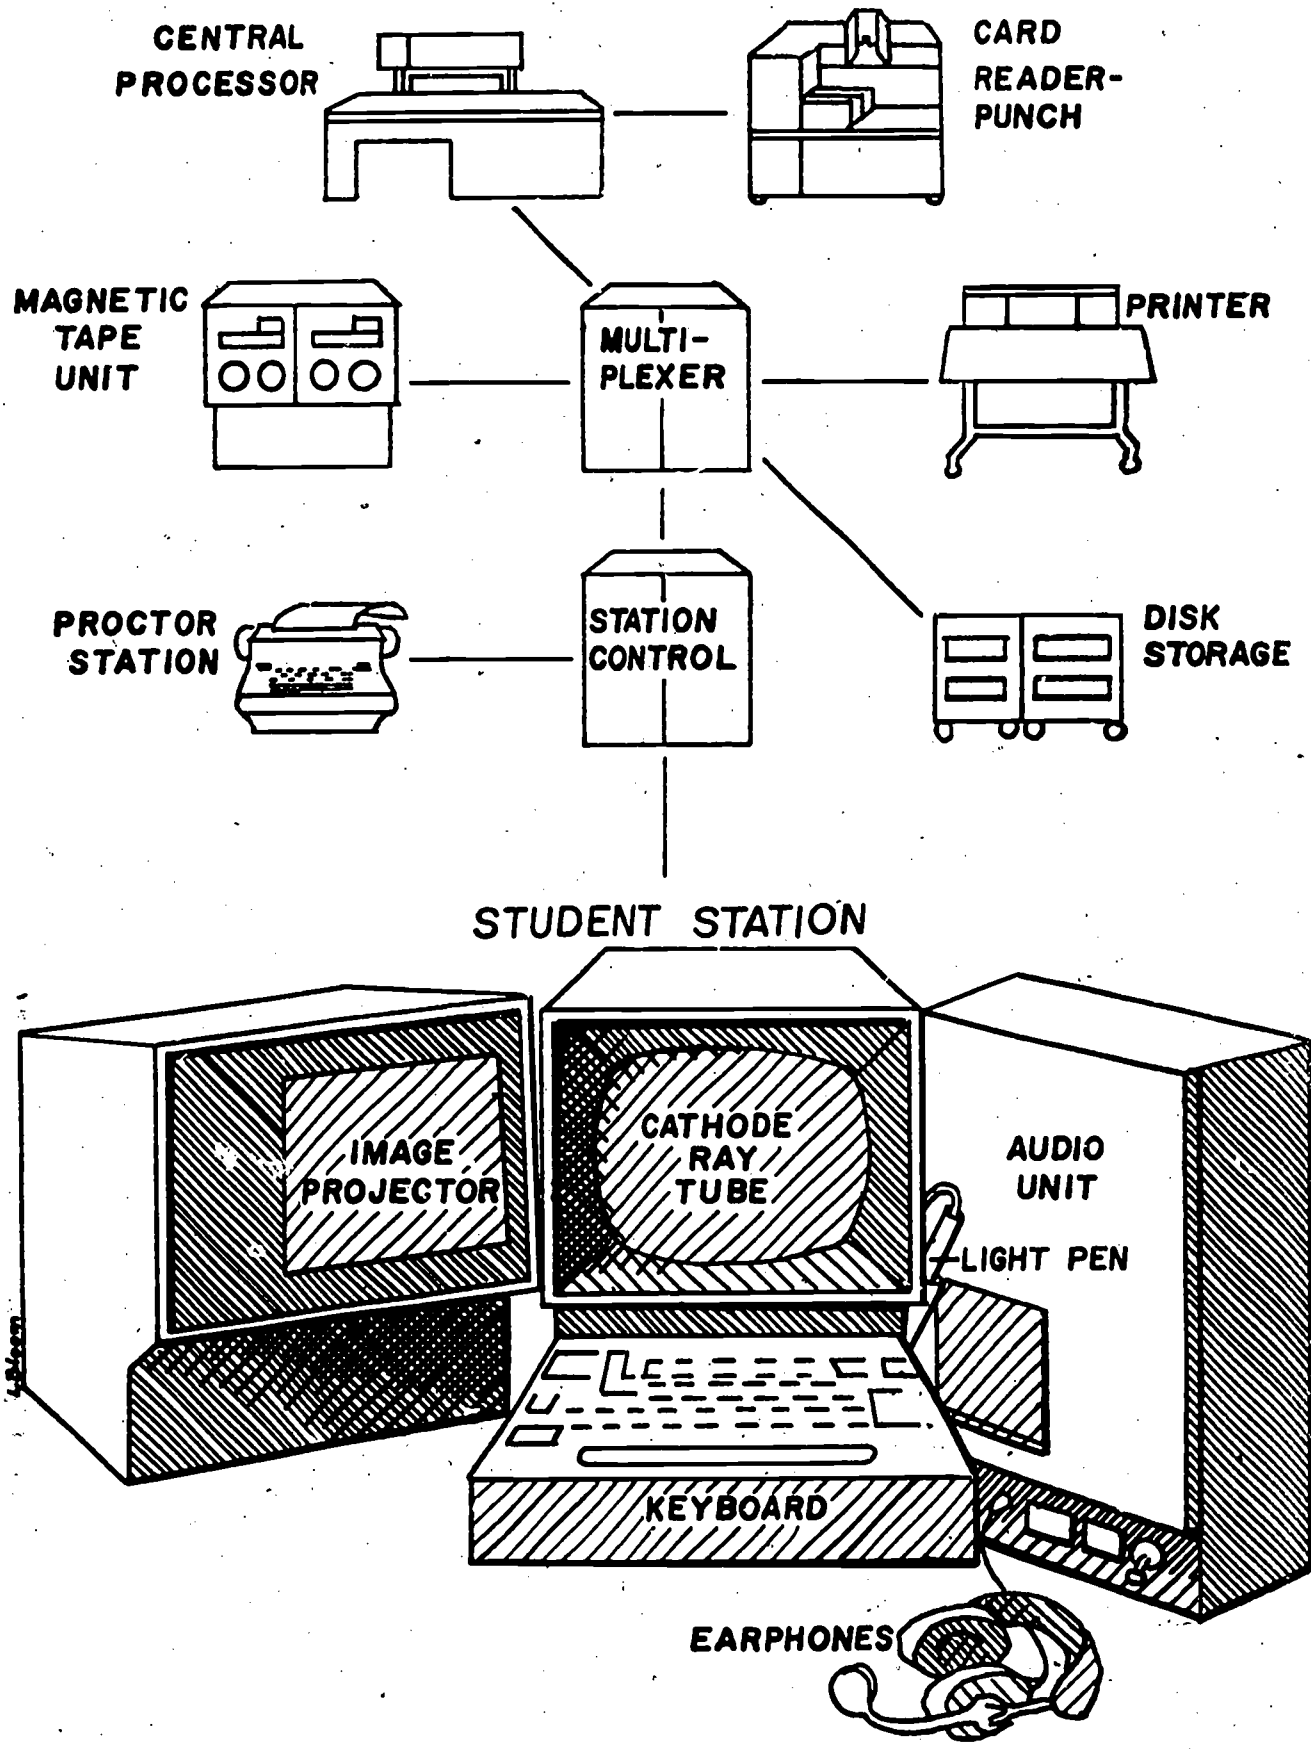 CENTRAL
PROCESSOR
CARD
READER-
PUNCH
MAGNETIC
TAPE
UNIT
MULTI-
PLEXER
PRINTER
PROCTOR
STATION
STATION
CONTROL
DISK
STORAGE
STUDENT STATION
IMAGE
PROJECTOR
CATHODE
RAY
TUBE
AUDIO
UNIT
LIGHT PEN
L. Bloom
KEYBOARD
EARPHONES